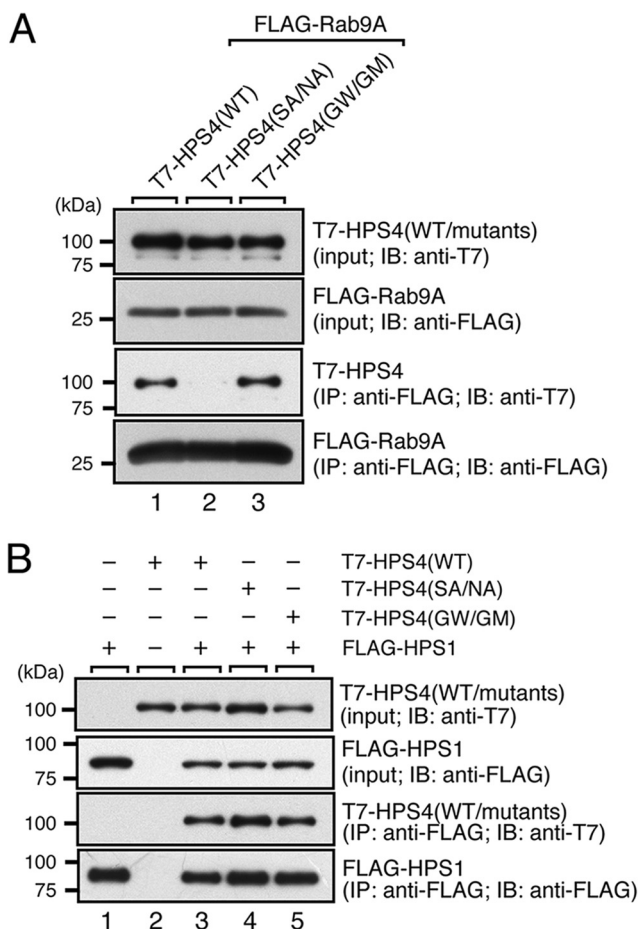 A
FLAG-Rab9A
T7-HPS4(WT)
T7-HPS4(SA/NA)
T7-HPS4(GW/GM)
(kDa)
100
75
T7-HPS4(WT/mutants)
(input; IB: anti-T7)
25
FLAG-Rab9A
(input; IB: anti-FLAG)
100
75
T7-HPS4
(IP: anti-FLAG; IB: anti-T7)
25
FLAG-Rab9A
(IP: anti-FLAG; IB: anti-FLAG)
1 2 3
B
– + + – – T7-HPS4(WT)
– – – + – T7-HPS4(SA/NA)
– – – – + T7-HPS4(GW/GM)
+ – + + + FLAG-HPS1
(kDa)
100
T7-HPS4(WT/mutants)
(input; IB: anti-T7)
100
75
FLAG-HPS1
(input; IB: anti-FLAG)
100
T7-HPS4(WT/mutants)
(IP: anti-FLAG; IB: anti-T7)
100
75
FLAG-HPS1
(IP: anti-FLAG; IB: anti-FLAG)
1 2 3 4 5